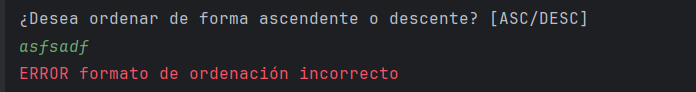 ¿Desea ordenar de forma ascendente o descente? [ASC/DESC]
asfsadf
ERROR formato de ordenación incorrecto